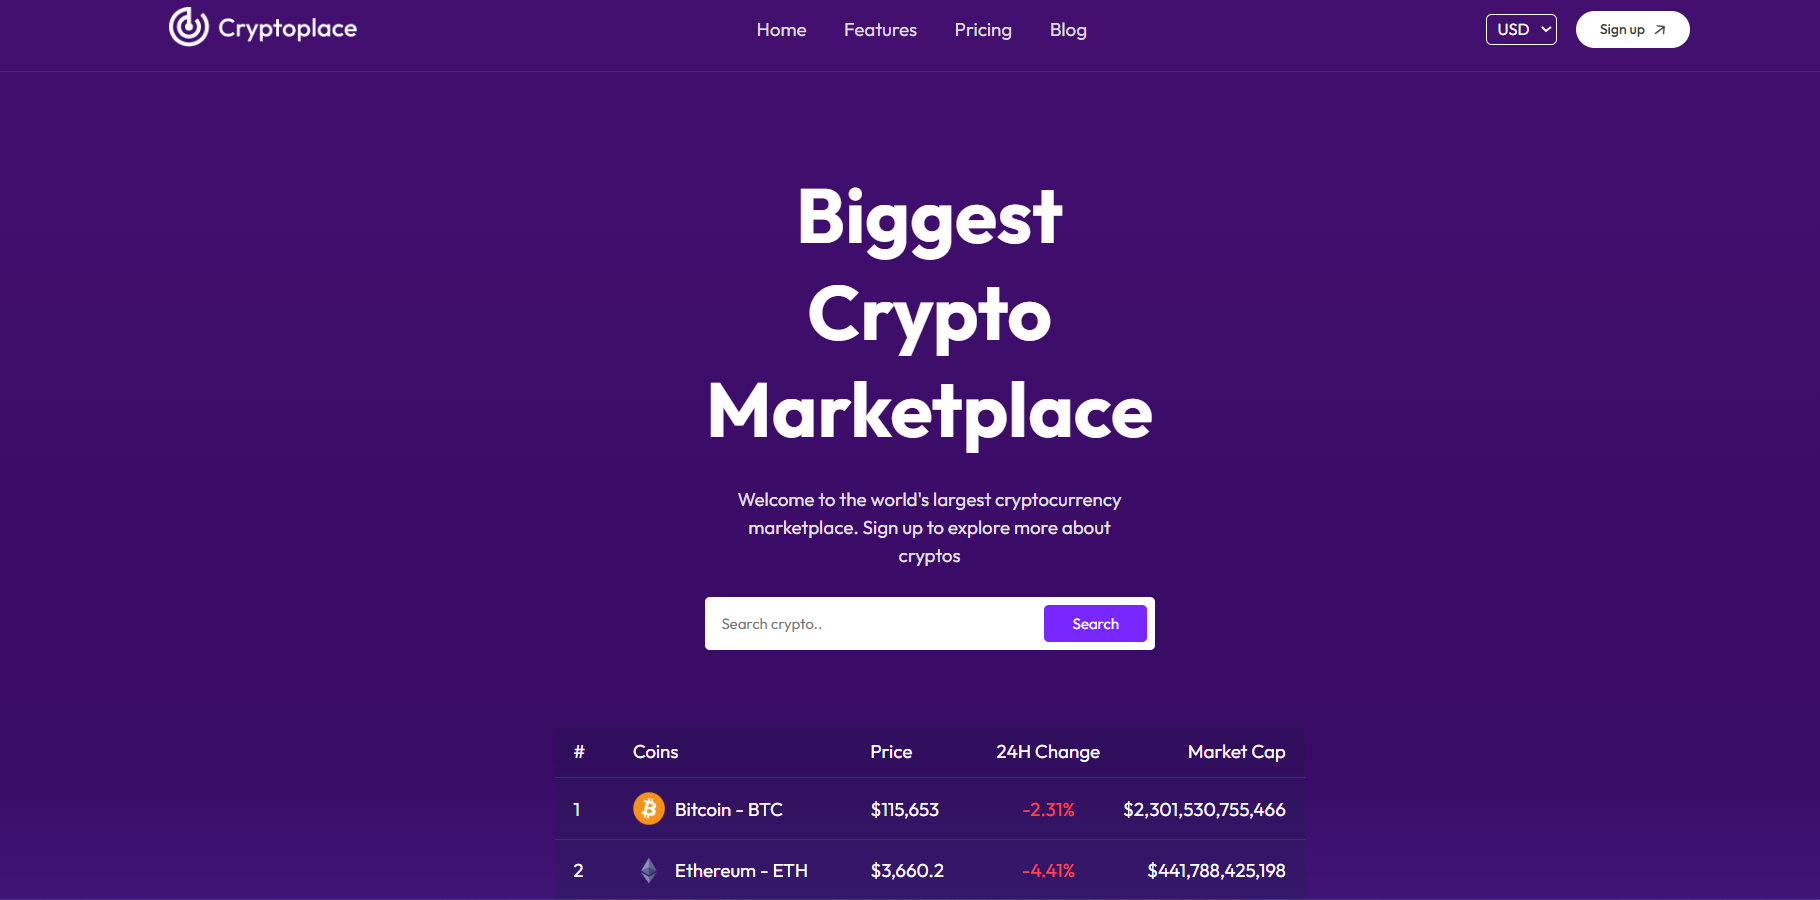 Cryptoplace
Home Features Pricing Blog
USD
Sign up
Biggest
Crypto
Marketplace
Welcome to the world's largest cryptocurrency
marketplace. Sign up to explore more about
cryptos
Search crypto..
Search
# Coins Price 24H Change Market Cap
1 Bitcoin - BTC $115,653 -2.31% $2,301,530,755,466
2 Ethereum - ETH $3,660.2 -4.41% $441,788,425,198